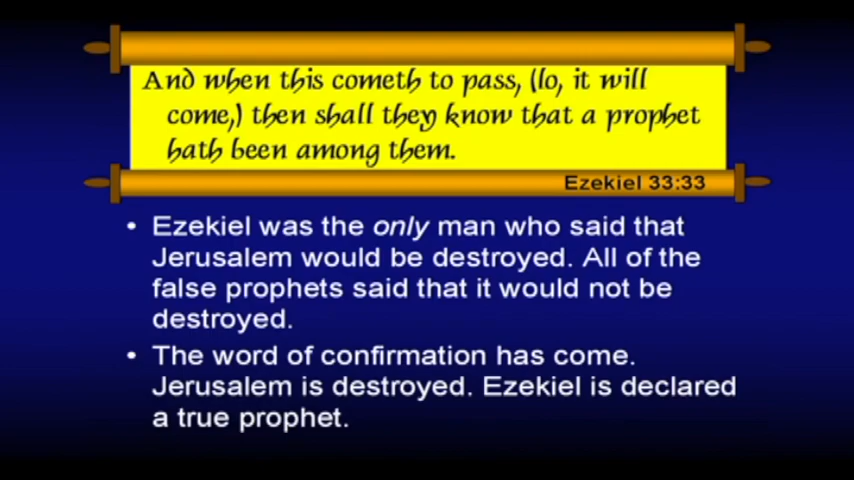 And when this cometh to pass, (lo, it will
come,) then shall they know that a prophet
hath been among them.
Ezekiel 33:33
• Ezekiel was the only man who said that
Jerusalem would be destroyed. All of the
false prophets said that it would not be
destroyed.
• The word of confirmation has come.
Jerusalem is destroyed. Ezekiel is declared
a true prophet.